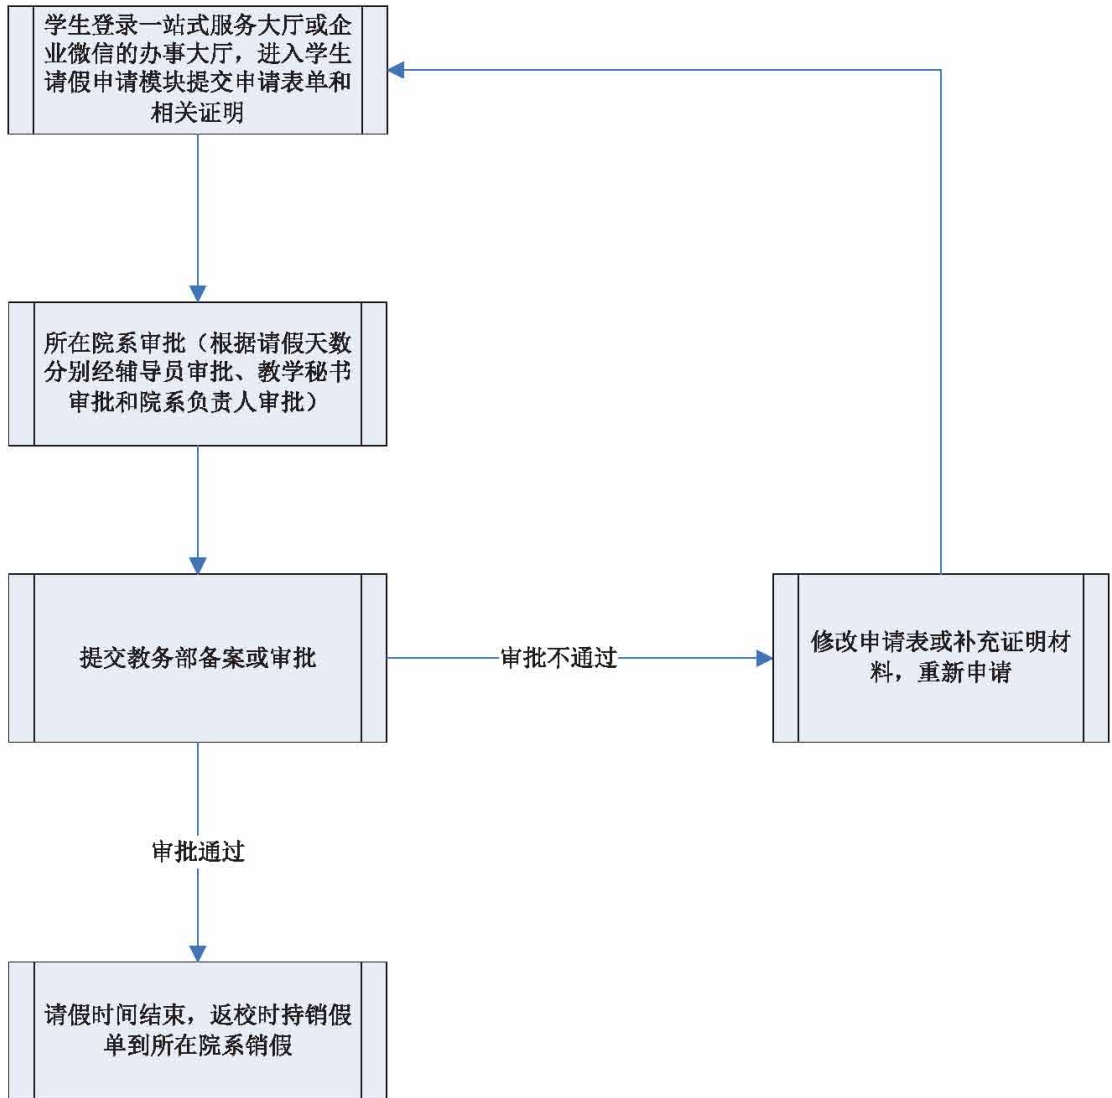 学生登录一站式服务大厅或企
业微信的办事大厅，进入学生
请假申请模块提交申请表单和
相关证明
所在院系审批（根据请假天数
分别经辅导员审批、教学秘书
审批和院系负责人审批）
提交教务部备案或审批
审批不通过
修改申请表或补充证明材
料，重新申请
审批通过
请假时间结束，返校时持销假
单到所在院系销假